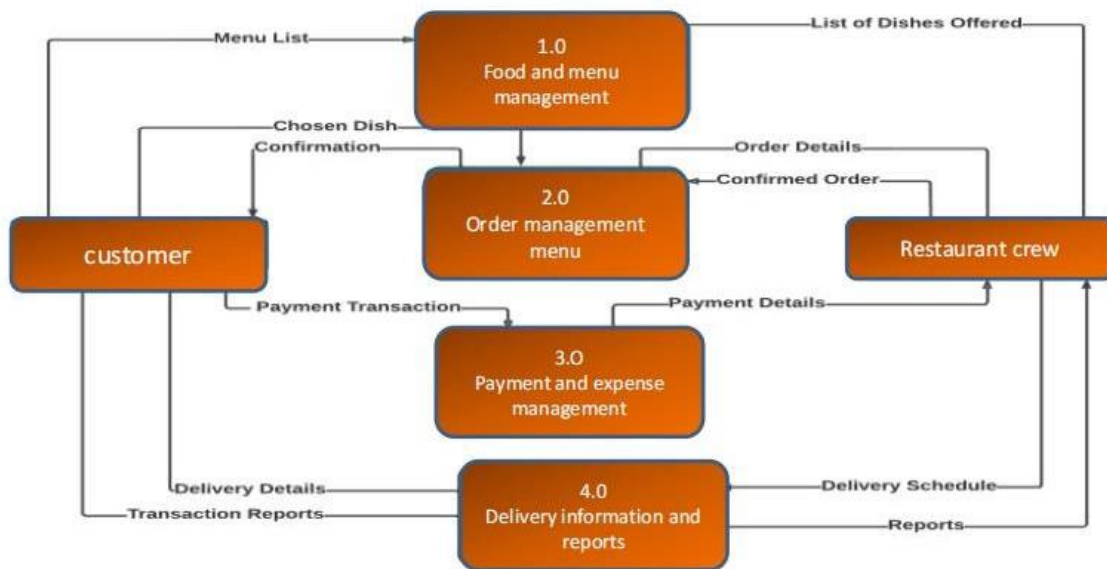 Menu List
1.0
Food and menu
management
List of Dishes Offered
Chosen Dish
Confirmation
2.0
Order management
menu
Order Details
Confirmed Order
customer
Restaurant crew
Payment Transaction
Payment Details
3.O
Payment and expense
management
Delivery Details
Transaction Reports
4.0
Delivery information and
reports
Delivery Schedule
Reports